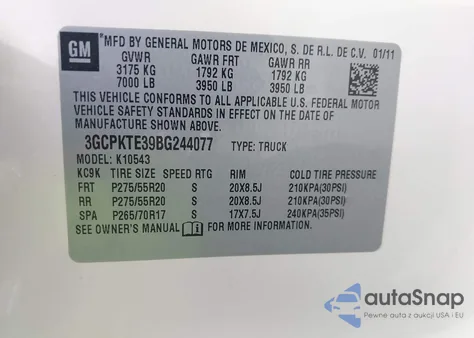 GM
*MFD BY GENERAL MOTORS DE MEXICO, S. DE R.L. DE C.V. 01/11
GVWR GAWR FRT GAWR RR
3175 KG 1792 KG 1792 KG
7000 LB 3950 LB 3950 LB
THIS VEHICLE CONFORMS TO ALL APPLICABLE U.S. FEDERAL MOTOR
VEHICLE SAFETY STANDARDS IN EFFECT ON THE DATE OF
MANUFACTURE SHOWN ABOVE.
3GCPKTE39BG244077 TYPE: TRUCK
MODEL: K10543
KC9K TIRE SIZE SPEED RTG RIM COLD TIRE PRESSURE
FRT P275/55R20 S 20X8.5J 210KPA(30PSI)
RR P275/55R20 S 20X8.5J 210KPA(30PSI)
SPA P265/70R17 S 17X7.5J 240KPA(35PSI)
SEE OWNER'S MANUAL FOR MORE INFORMATION
autoSnap
Pewne auta z aukcji USA i EU